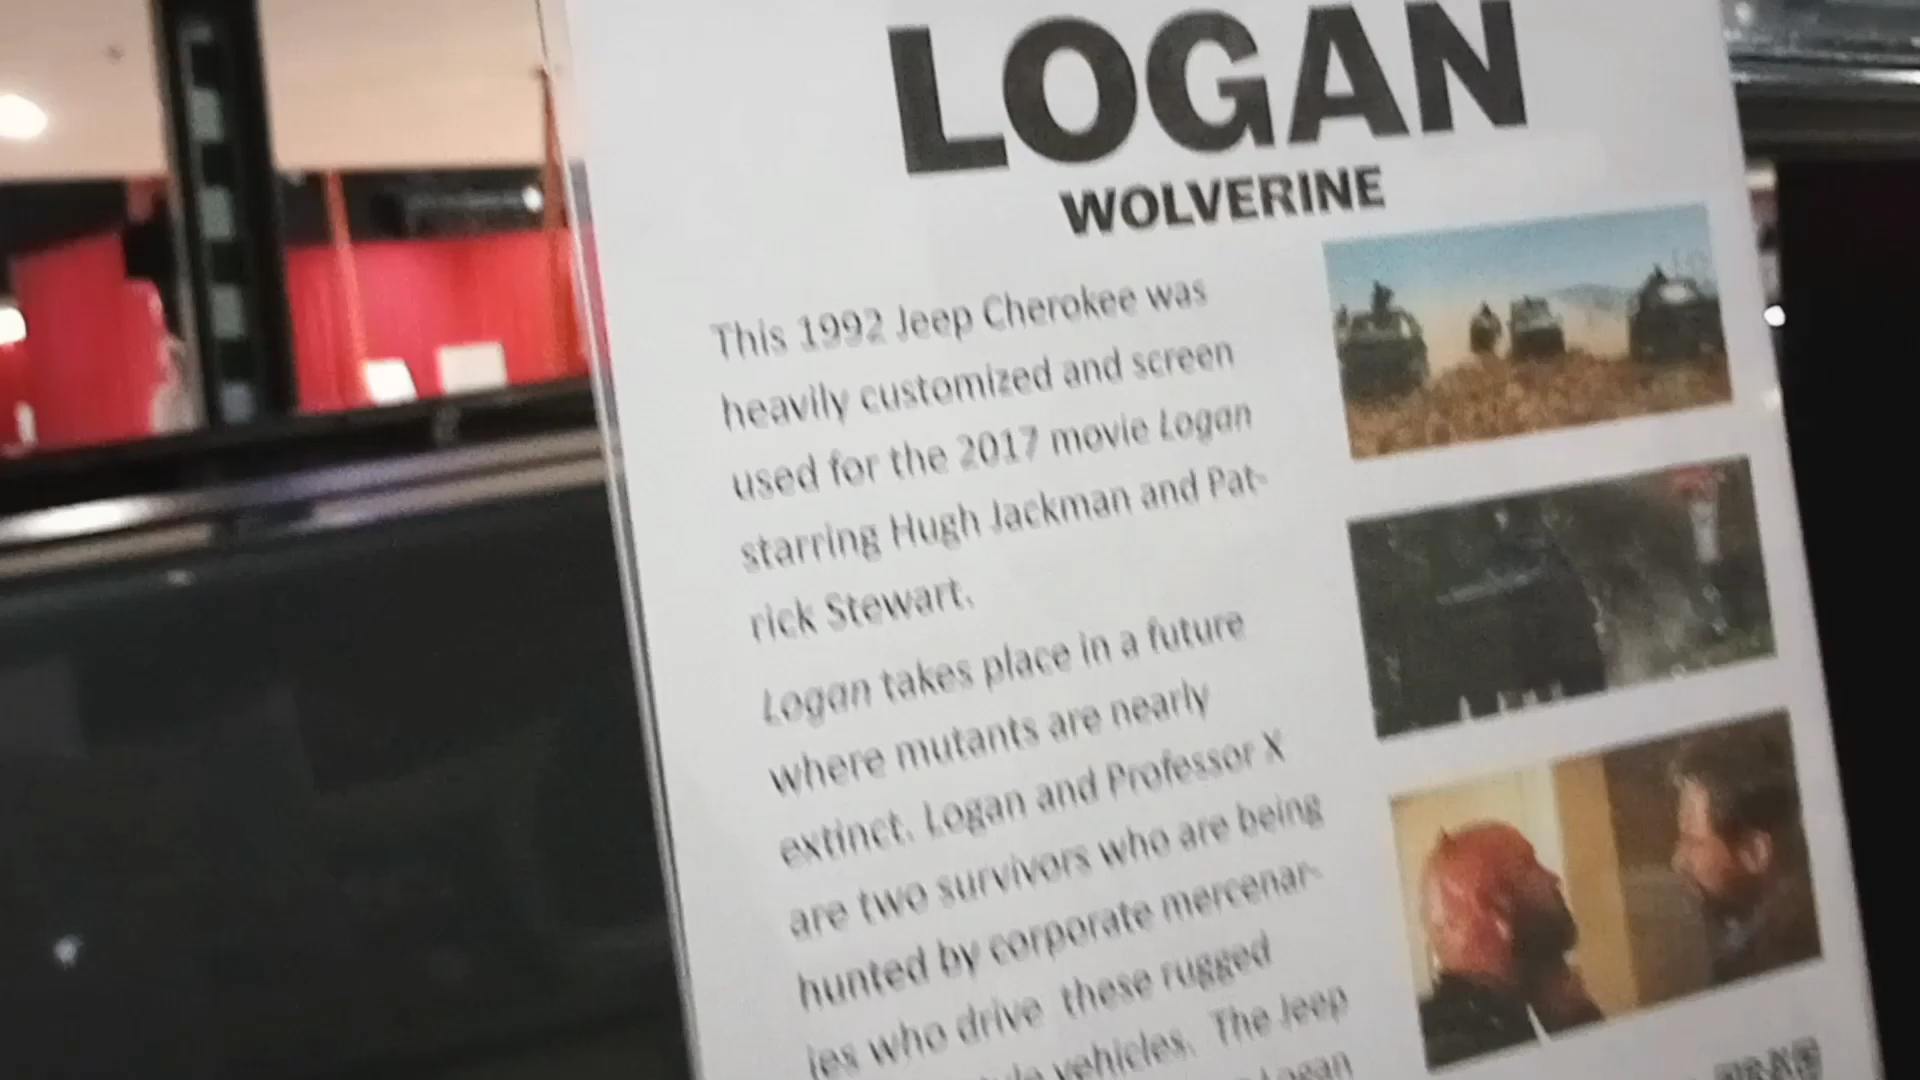 LOGAN
WOLVERINE
This 1992 Jeep Cherokee was
heavily customized and screen
used for the 2017 movie Logan
starring Hugh Jackman and Pat-
rick Stewart.
Logan takes place in a future
where mutants are nearly
extinct. Logan and Professor X
are two survivors who are being
hunted by corporate mercenar-
ies who drive these rugged
vehicles. The Jeep
Logan